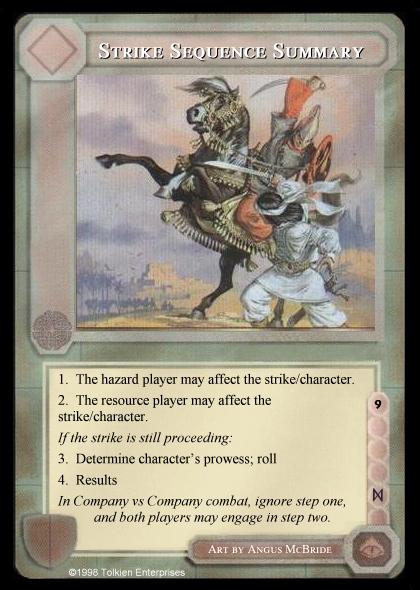 Strike Sequence Summary
1. The hazard player may affect the strike/character.
2. The resource player may affect the
strike/character.
If the strike is still proceeding:
3. Determine character's prowess; roll
4. Results
In Company vs Company combat, ignore step one,
and both players may engage in step two.
9
Art by Angus McBride
©1998 Tolkien Enterprises